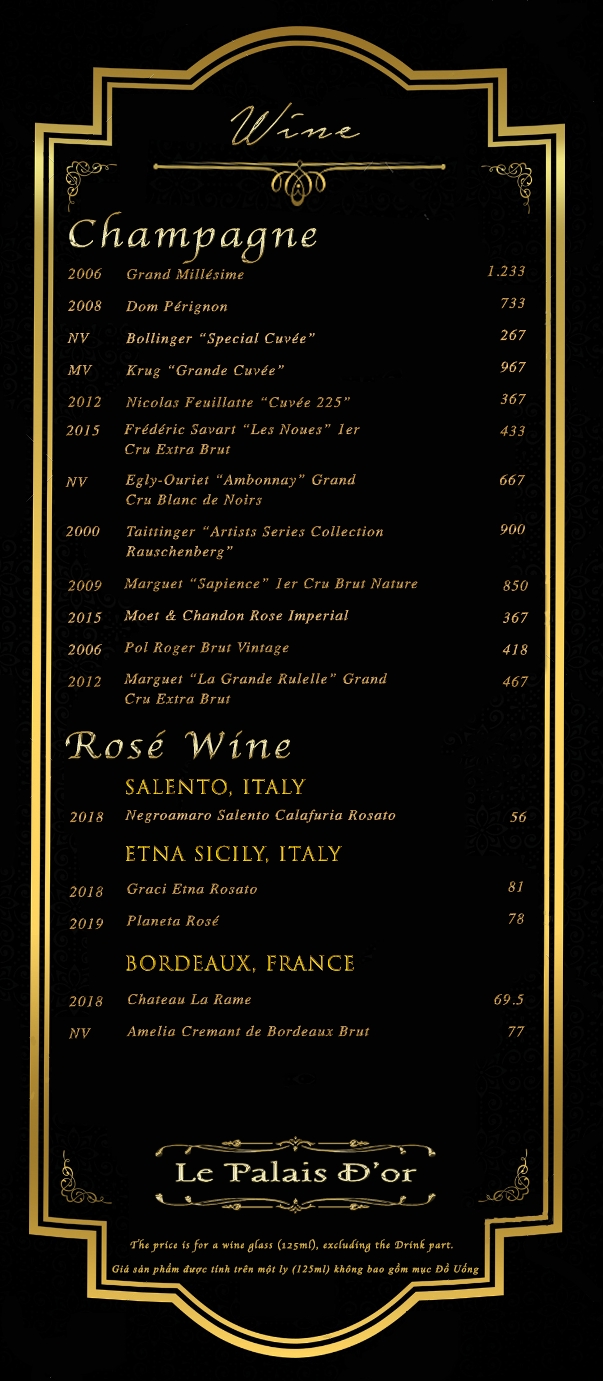 Wine
Champagne
2006 Grand Millésime 1.233
2008 Dom Pérignon 733
NV Bollinger “Special Cuvée” 267
MV Krug “Grande Cuvée” 967
2012 Nicolas Feuillatte “Cuvée 225” 367
2015 Frédéric Savart “Les Noues” 1er 433
Cru Extra Brut
NV Egly-Ouriet “Ambonnay” Grand 667
Cru Blanc de Noirs
2000 Taittinger “Artists Series Collection 900
Rauschenberg”
2009 Marguet “Sapience” 1er Cru Brut Nature 850
2015 Moet & Chandon Rose Imperial 367
2006 Pol Roger Brut Vintage 418
2012 Marguet “La Grande Rulelle” Grand 467
Cru Extra Brut
Rosé Wine
SALENTO, ITALY
2018 Negroamaro Salento Calafuria Rosato 56
ETNA SICILY, ITALY
2018 Graci Etna Rosato 81
2019 Planeta Rosé 78
BORDEAUX, FRANCE
2018 Chateau La Rame 69.5
NV Amelia Cremant de Bordeaux Brut 77
Le Palais D'or
The price is for a wine glass (125ml), excluding the Drink part.
Giá sản phẩm được tính trên một ly (125ml) không bao gồm mục Đồ Uống